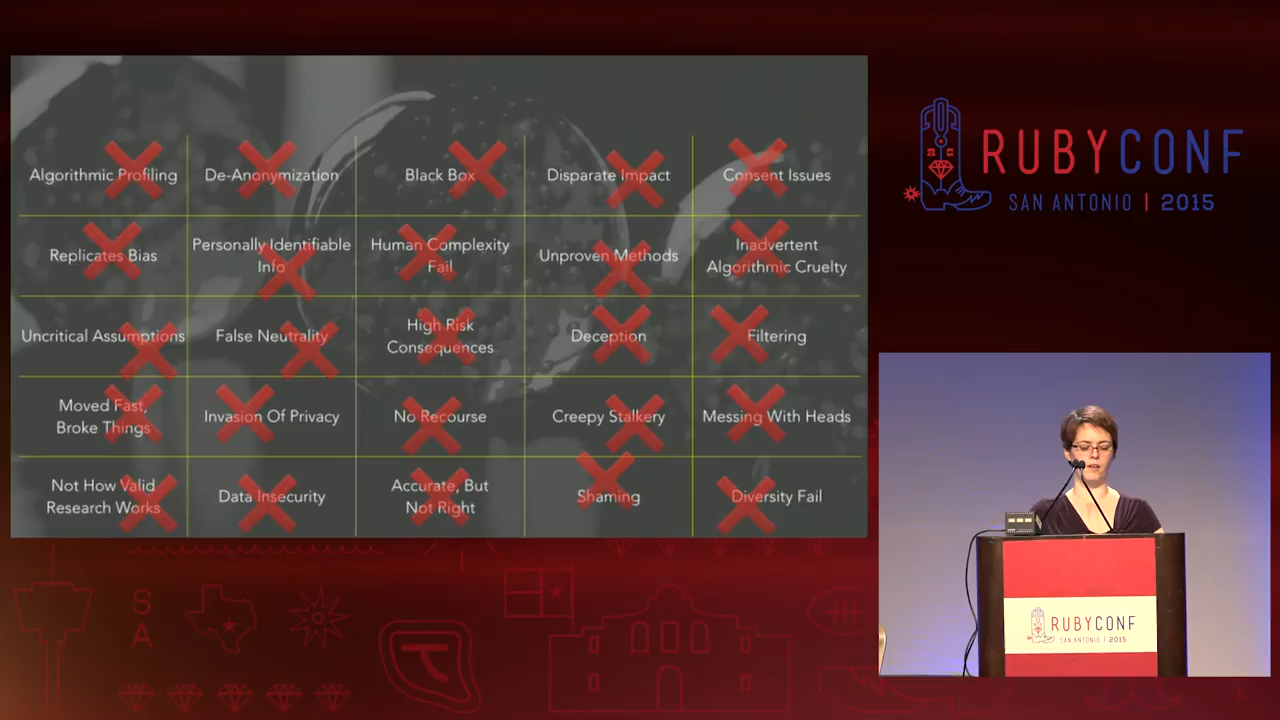 Algorithmic Profiling
De-Anonymization
Black Box
Disparate Impact
Consent Issues
Replicates Bias
Personally Identifiable
Info
Human Complexity
Fail
Unproven Methods
Inadvertent
Algorithmic Cruelty
Uncritical Assumptions
False Neutrality
High Risk
Consequences
Deception
Filtering
Moved Fast,
Broke Things
Invasion Of Privacy
No Recourse
Creepy Stalkery
Messing With Heads
Not How Valid
Research Works
Data Insecurity
Accurate, But
Not Right
Shaming
Diversity Fail
RUBYCONF
SAN ANTONIO | 2015
S
A
RUBYCONF
SAN ANTONIO | 2015